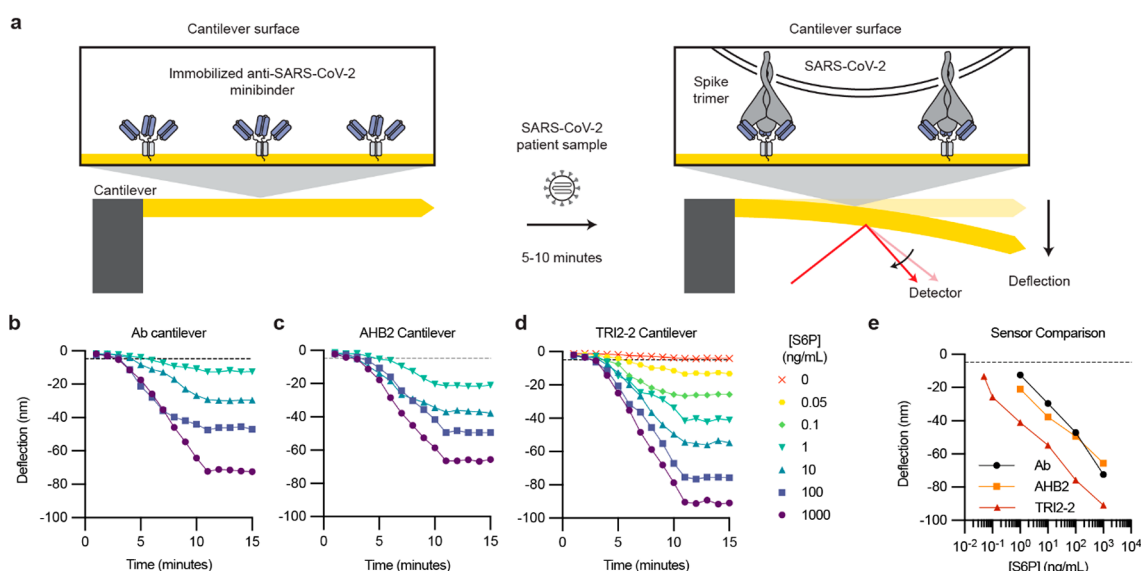 a
Cantilever surface
Immobilized anti-SARS-CoV-2
minibinder
Cantilever
SARS-CoV-2
patient sample
5-10 minutes
Cantilever surface
SARS-CoV-2
Spike
trimer
Detector
Deflection
b
Ab cantilever
0
-20
-40
-60
-80
-100
Deflection (nm)
0
5
10
15
Time (minutes)
c
AHB2 Cantilever
0
-20
-40
-60
-80
-100
0
5
10
15
Time (minutes)
d
TRI2-2 Cantilever
0
-20
-40
-60
-80
-100
0
5
10
15
Time (minutes)
[S6P]
(ng/mL)
0
0.05
0.1
1
10
100
1000
e
Sensor Comparison
0
-20
-40
-60
-80
-100
Deflection (nm)
Ab
AHB2
TRI2-2
10⁻² 10⁻¹ 10⁰ 10¹ 10² 10³ 10⁴
[S6P] (ng/mL)